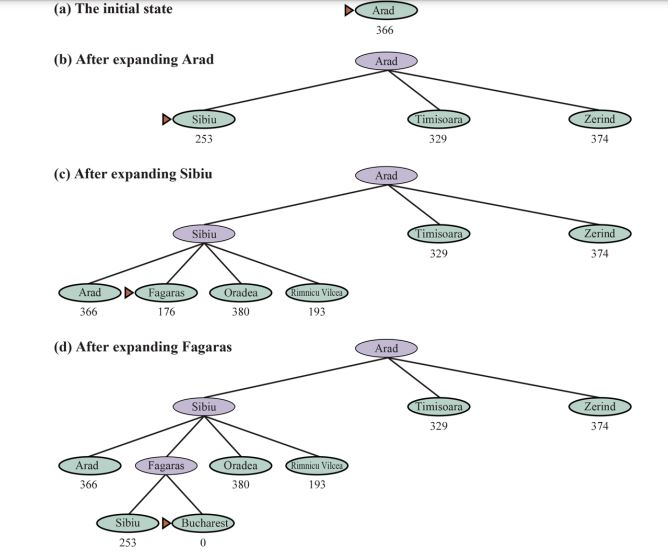 (a) The initial state
Arad
366
(b) After expanding Arad
Arad
Sibiu Timisoara Zerind
253 329 374
(c) After expanding Sibiu
Arad
Sibiu Timisoara Zerind
329 374
Arad Fagaras Oradea Rimnicu Vilcea
366 176 380 193
(d) After expanding Fagaras
Arad
Sibiu Timisoara Zerind
329 374
Arad Fagaras Oradea Rimnicu Vilcea
366 380 193
Sibiu Bucharest
253 0